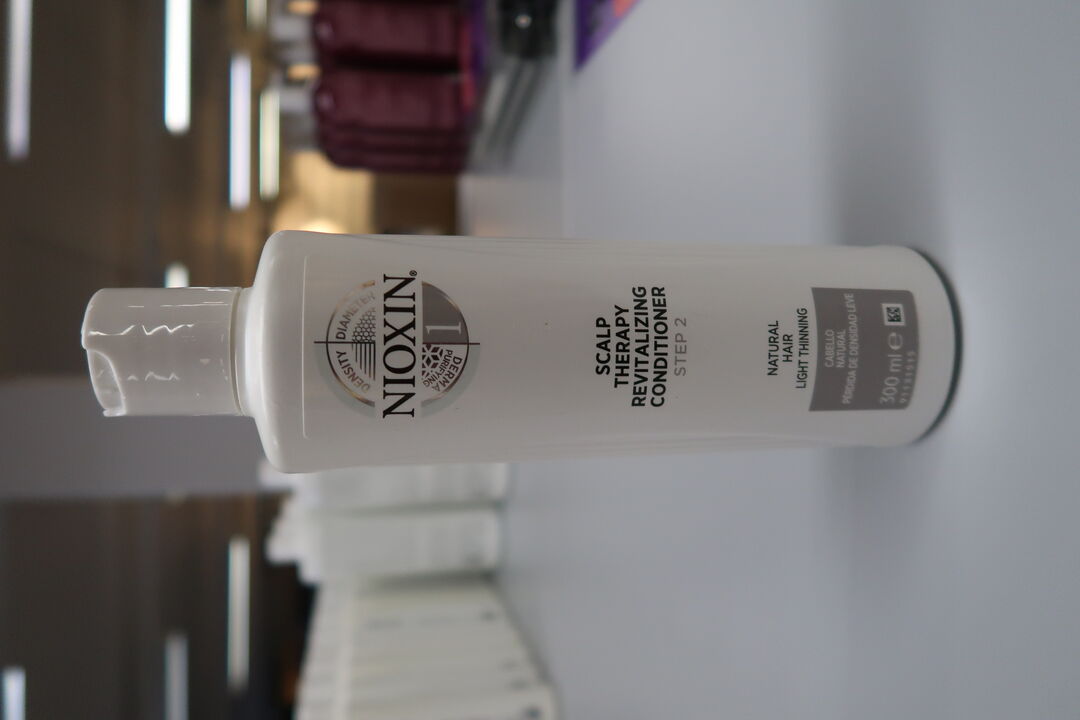 DENSITY DIAMETER
NIOXIN®
DERMA
PURIFYING
1
SCALP
THERAPY
REVITALIZING
CONDITIONER
STEP 2
NATURAL
HAIR
LIGHT THINNING
CABELLO
NATURAL
PÉRDIDA DE DENSIDAD LEVE
300 ml e